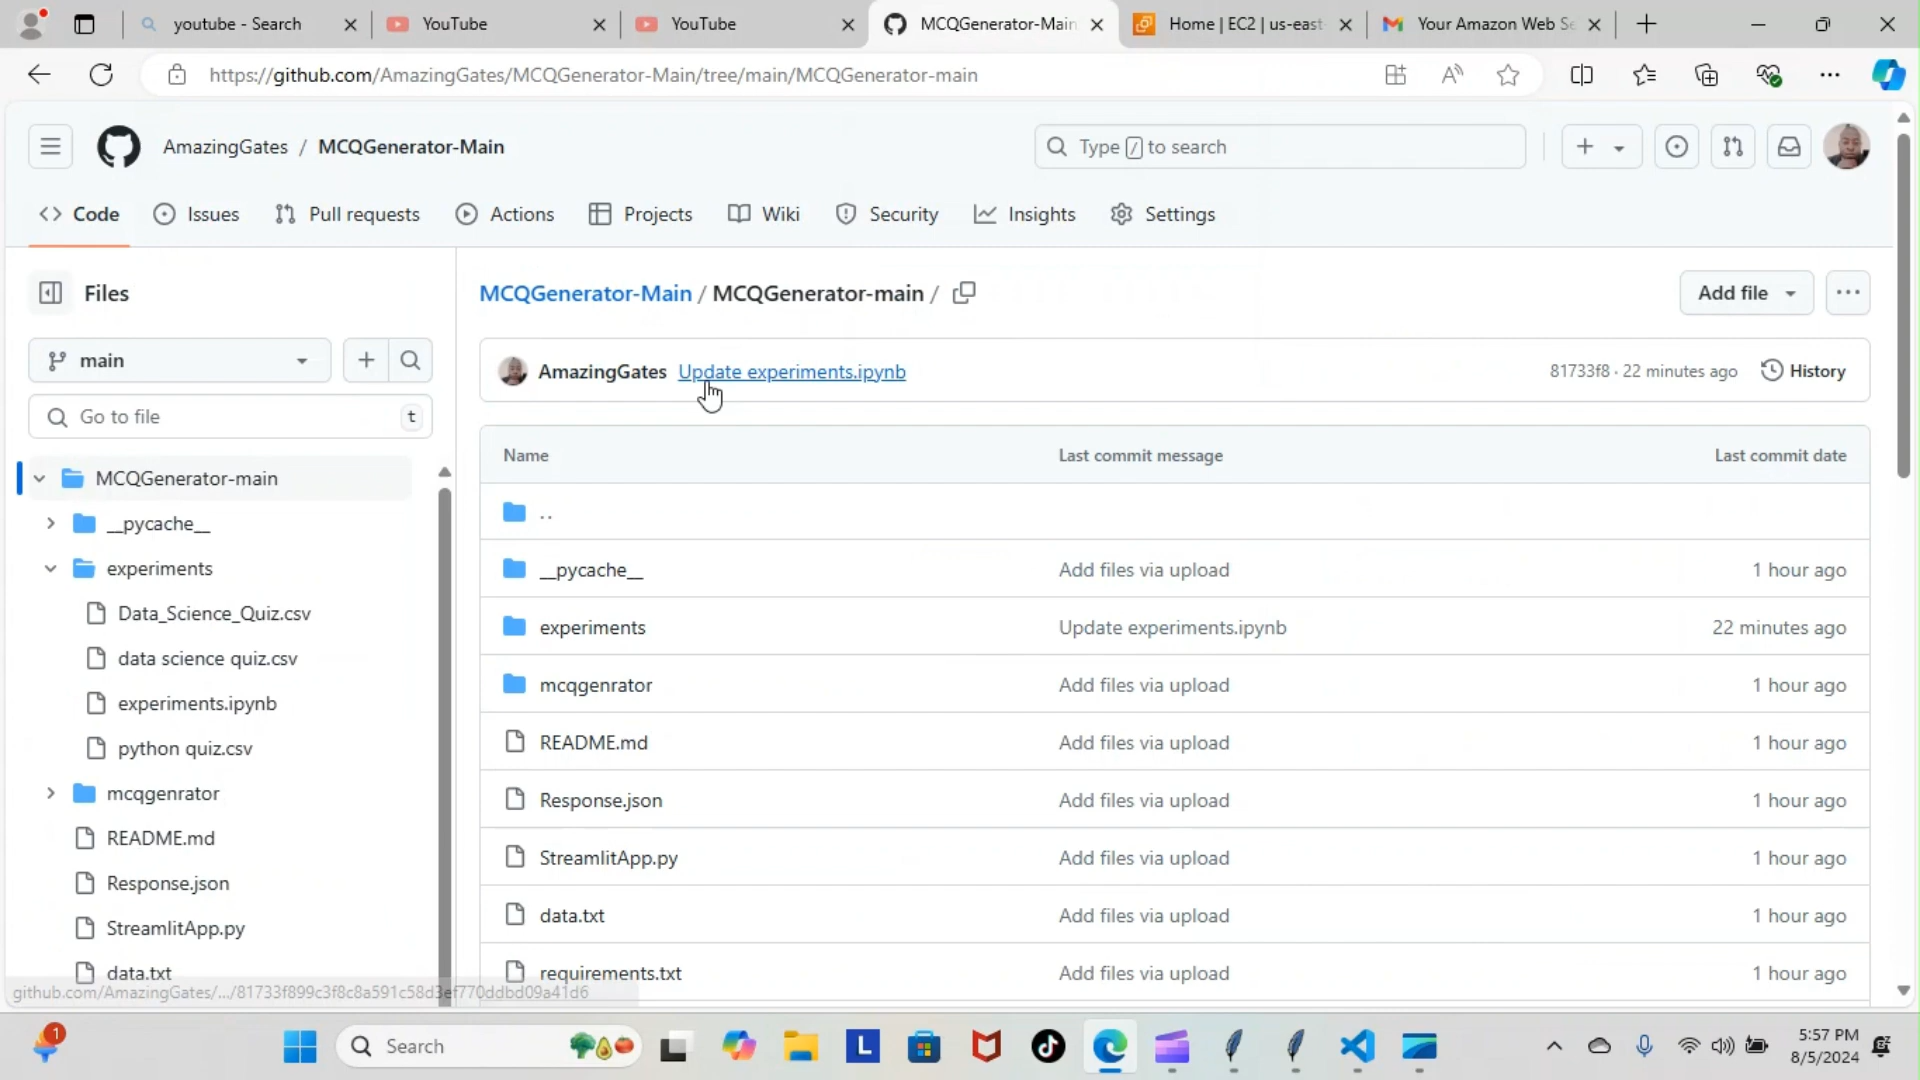 youtube - Search
YouTube
YouTube
MCQGenerator-Main
Home | EC2 | us-east-
Your Amazon Web Se
https://github.com/AmazingGates/MCQGenerator-Main/tree/main/MCQGenerator-main
AmazingGates / MCQGenerator-Main
Type / to search
Code
Issues
Pull requests
Actions
Projects
Wiki
Security
Insights
Settings
Files
MCQGenerator-Main / MCQGenerator-main /
Add file
main
AmazingGates Update experiments.ipynb
81733f8 · 22 minutes ago
History
Go to file
t
Name
Last commit message
Last commit date
MCQGenerator-main
..
__pycache__
__pycache__
Add files via upload
1 hour ago
experiments
experiments
Update experiments.ipynb
22 minutes ago
Data_Science_Quiz.csv
data science quiz.csv
mcqgenrator
Add files via upload
1 hour ago
experiments.ipynb
python quiz.csv
README.md
Add files via upload
1 hour ago
mcqgenrator
Response.json
Add files via upload
1 hour ago
README.md
StreamlitApp.py
Add files via upload
1 hour ago
Response.json
StreamlitApp.py
data.txt
Add files via upload
1 hour ago
data.txt
requirements.txt
Add files via upload
1 hour ago
github.com/AmazingGates/.../81733f899c3f8c8a591c58d3ef770ddbd09a41d6
1
Search
L
5:57 PM
8/5/2024